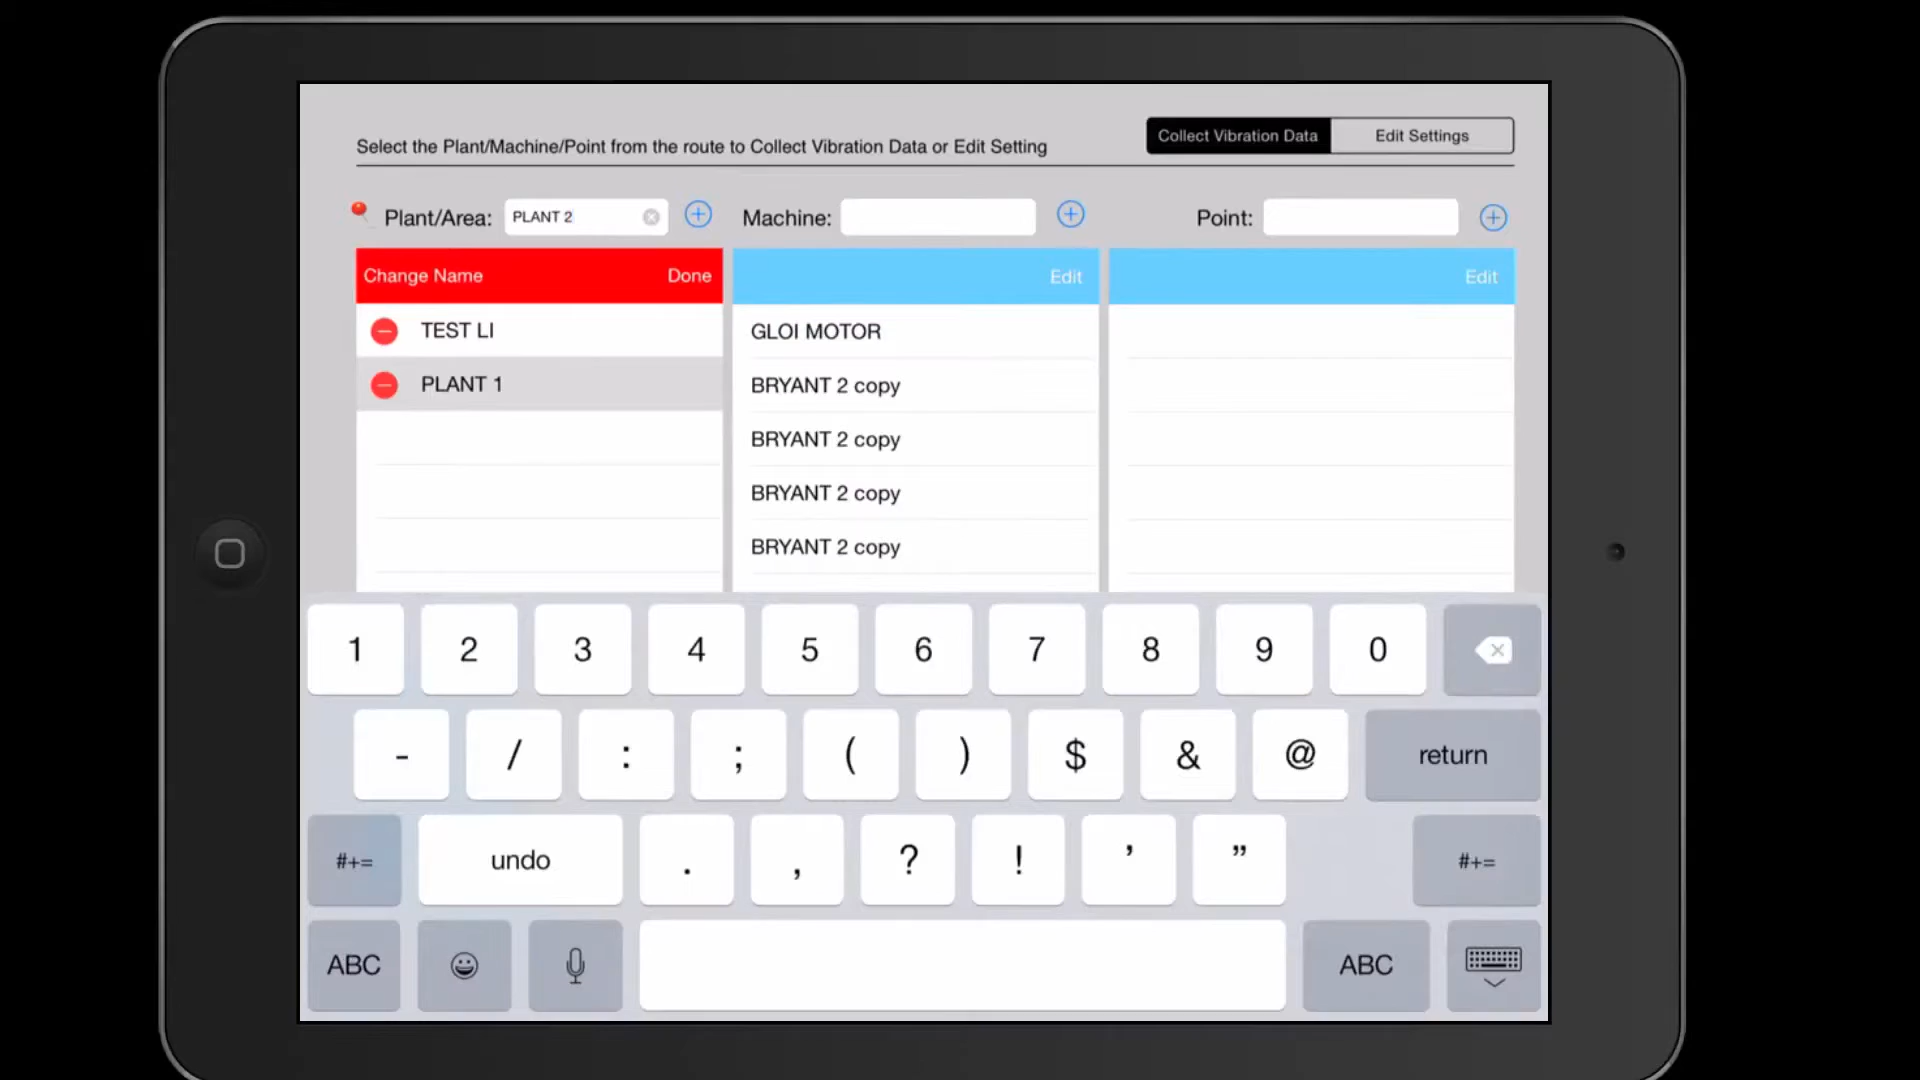 Collect Vibration Data Edit Settings
Select the Plant/Machine/Point from the route to Collect Vibration Data or Edit Setting
Plant/Area: PLANT 2 Machine: Point:
Change Name Done Edit Edit
TEST LI GLOI MOTOR
PLANT 1 BRYANT 2 copy
BRYANT 2 copy
BRYANT 2 copy
BRYANT 2 copy
1 2 3 4 5 6 7 8 9 0
- / : ; ( ) $ & @ return
#+= undo . , ? ! ’ ” #+=
ABC ABC